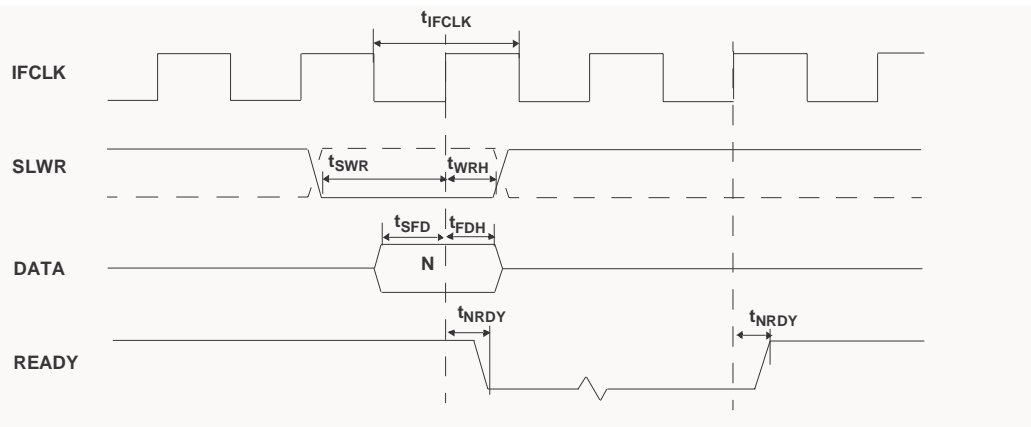 tIFCLK
IFCLK
SLWR
tSWR
tWRH
tSFD
tFDH
DATA
N
tNRDY
tNRDY
READY